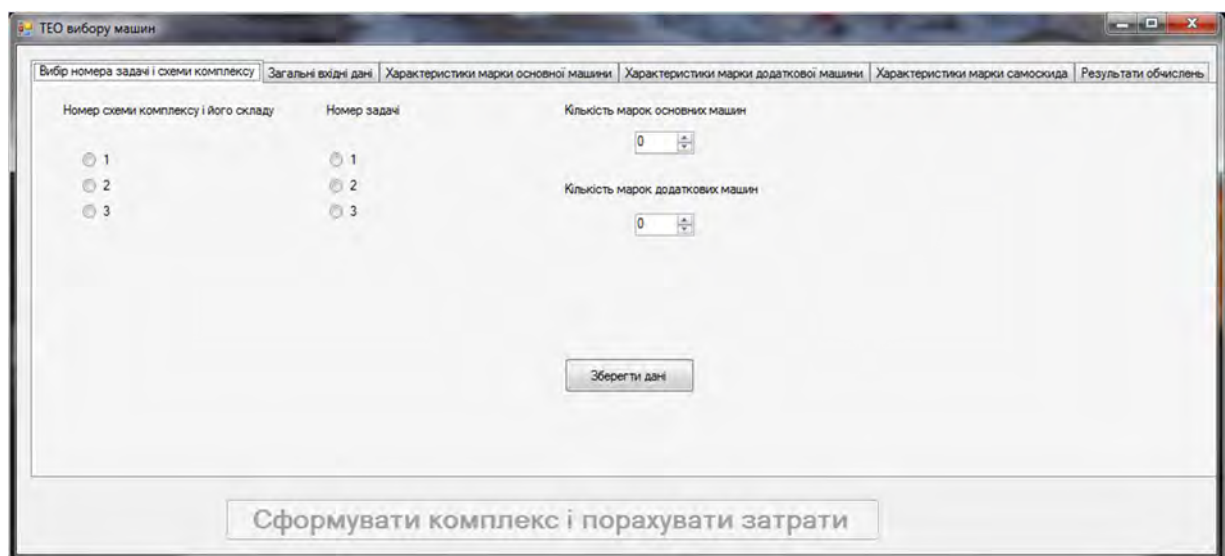 ТЕО вибору машин
Вибір номера задачі і схеми комплексу Загальні вхідні дані Характеристики марки основної машини Характеристики марки додаткової машини Характеристики марки самоскида Результати обчислень
Номер схеми комплексу і його складу Номер задачі Кількість марок основних машин
0
1 1
2 2 Кількість марок додаткових машин
3 3
0
Зберегти дані
Сформувати комплекс і порахувати затрати